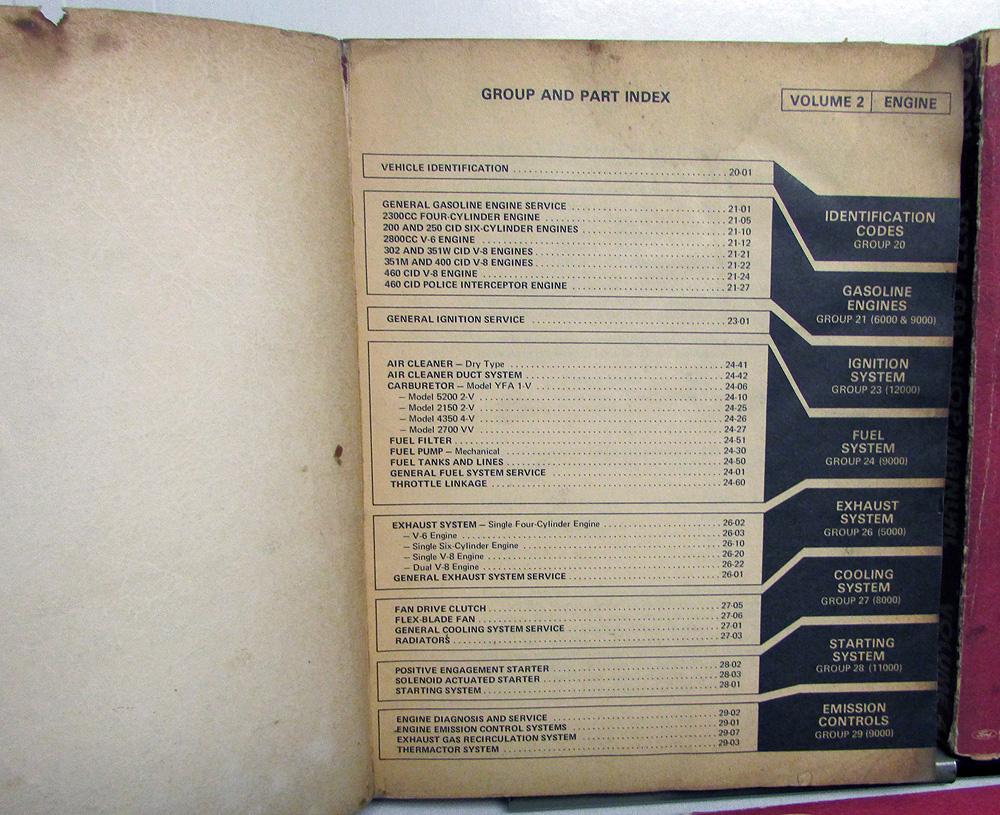 GROUP AND PART INDEX
VOLUME 2 ENGINE
VEHICLE IDENTIFICATION 20-01
GENERAL GASOLINE ENGINE SERVICE 21-01
2300CC FOUR-CYLINDER ENGINE 21-05
200 AND 250 CID SIX-CYLINDER ENGINES 21-10
2800CC V-6 ENGINE 21-12
302 AND 351W CID V-8 ENGINES 21-21
351M AND 400 CID V-8 ENGINES 21-22
460 CID V-8 ENGINE 21-24
460 CID POLICE INTERCEPTOR ENGINE 21-27
GENERAL IGNITION SERVICE 23-01
AIR CLEANER — Dry Type 24-41
AIR CLEANER DUCT SYSTEM 24-42
CARBURETOR — Model YFA 1-V 24-06
— Model 5200 2-V 24-10
— Model 2150 2-V 24-25
— Model 4350 4-V 24-26
— Model 2700 VV 24-27
FUEL FILTER 24-51
FUEL PUMP — Mechanical 24-30
FUEL TANKS AND LINES 24-50
GENERAL FUEL SYSTEM SERVICE 24-01
THROTTLE LINKAGE 24-60
EXHAUST SYSTEM — Single Four-Cylinder Engine 26-02
— V-6 Engine 26-03
— Single Six-Cylinder Engine 26-10
— Single V-8 Engine 26-20
— Dual V-8 Engine 26-22
GENERAL EXHAUST SYSTEM SERVICE 26-01
FAN DRIVE CLUTCH 27-05
FLEX-BLADE FAN 27-06
GENERAL COOLING SYSTEM SERVICE 27-01
RADIATORS 27-03
POSITIVE ENGAGEMENT STARTER 28-02
SOLENOID ACTUATED STARTER 28-03
STARTING SYSTEM 28-01
ENGINE DIAGNOSIS AND SERVICE 29-02
ENGINE EMISSION CONTROL SYSTEMS 29-01
EXHAUST GAS RECIRCULATION SYSTEM 29-07
THERMACTOR SYSTEM 29-03
IDENTIFICATION
CODES
GROUP 20
GASOLINE
ENGINES
GROUP 21 (6000 & 9000)
IGNITION
SYSTEM
GROUP 23 (12000)
FUEL
SYSTEM
GROUP 24 (9000)
EXHAUST
SYSTEM
GROUP 26 (5000)
COOLING
SYSTEM
GROUP 27 (8000)
STARTING
SYSTEM
GROUP 28 (11000)
EMISSION
CONTROLS
GROUP 29 (9000)
Ford